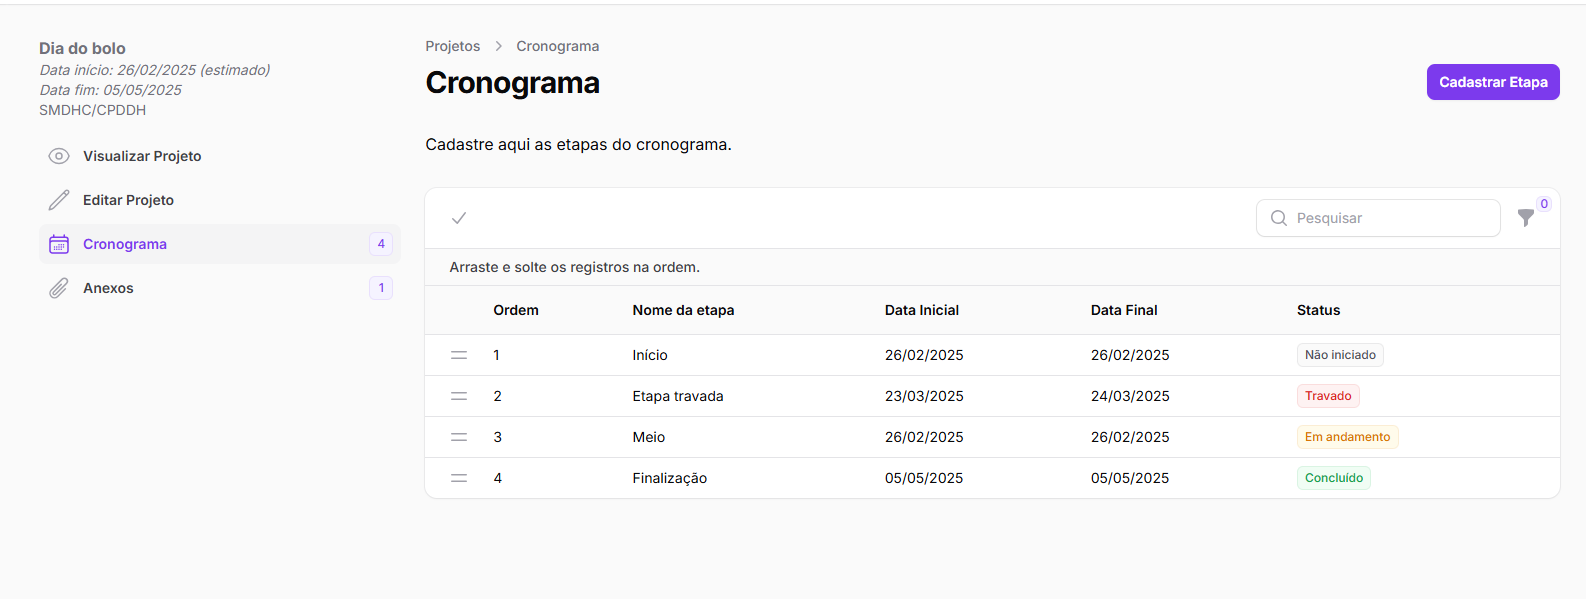 Dia do bolo
Data início: 26/02/2025 (estimado)
Data fim: 05/05/2025
SMDHC/CPDDH
Visualizar Projeto
Editar Projeto
Cronograma 4
Anexos 1
Projetos Cronograma
Cronograma
Cadastrar Etapa
Cadastre aqui as etapas do cronograma.
Pesquisar 0
Arraste e solte os registros na ordem.
Ordem Nome da etapa Data Inicial Data Final Status
1 Início 26/02/2025 26/02/2025 Não iniciado
2 Etapa travada 23/03/2025 24/03/2025 Travado
3 Meio 26/02/2025 26/02/2025 Em andamento
4 Finalização 05/05/2025 05/05/2025 Concluído